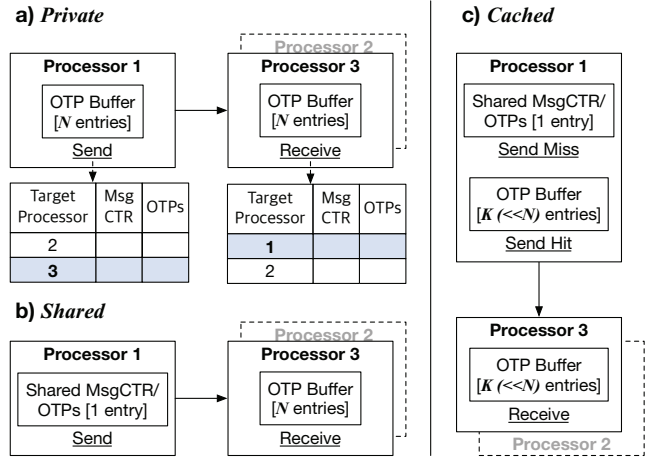 a) Private
Processor 2
Processor 1
OTP Buffer
[N entries]
Send
Processor 3
OTP Buffer
[N entries]
Receive
Target Processor Msg CTR OTPs
2
3
Target Processor Msg CTR OTPs
1
2
b) Shared
Processor 2
Processor 1
Shared MsgCTR/
OTPs [1 entry]
Send
Processor 3
OTP Buffer
[N entries]
Receive
c) Cached
Processor 1
Shared MsgCTR/
OTPs [1 entry]
Send Miss
OTP Buffer
[K (<<N) entries]
Send Hit
Processor 3
OTP Buffer
[K (<<N) entries]
Receive
Processor 2